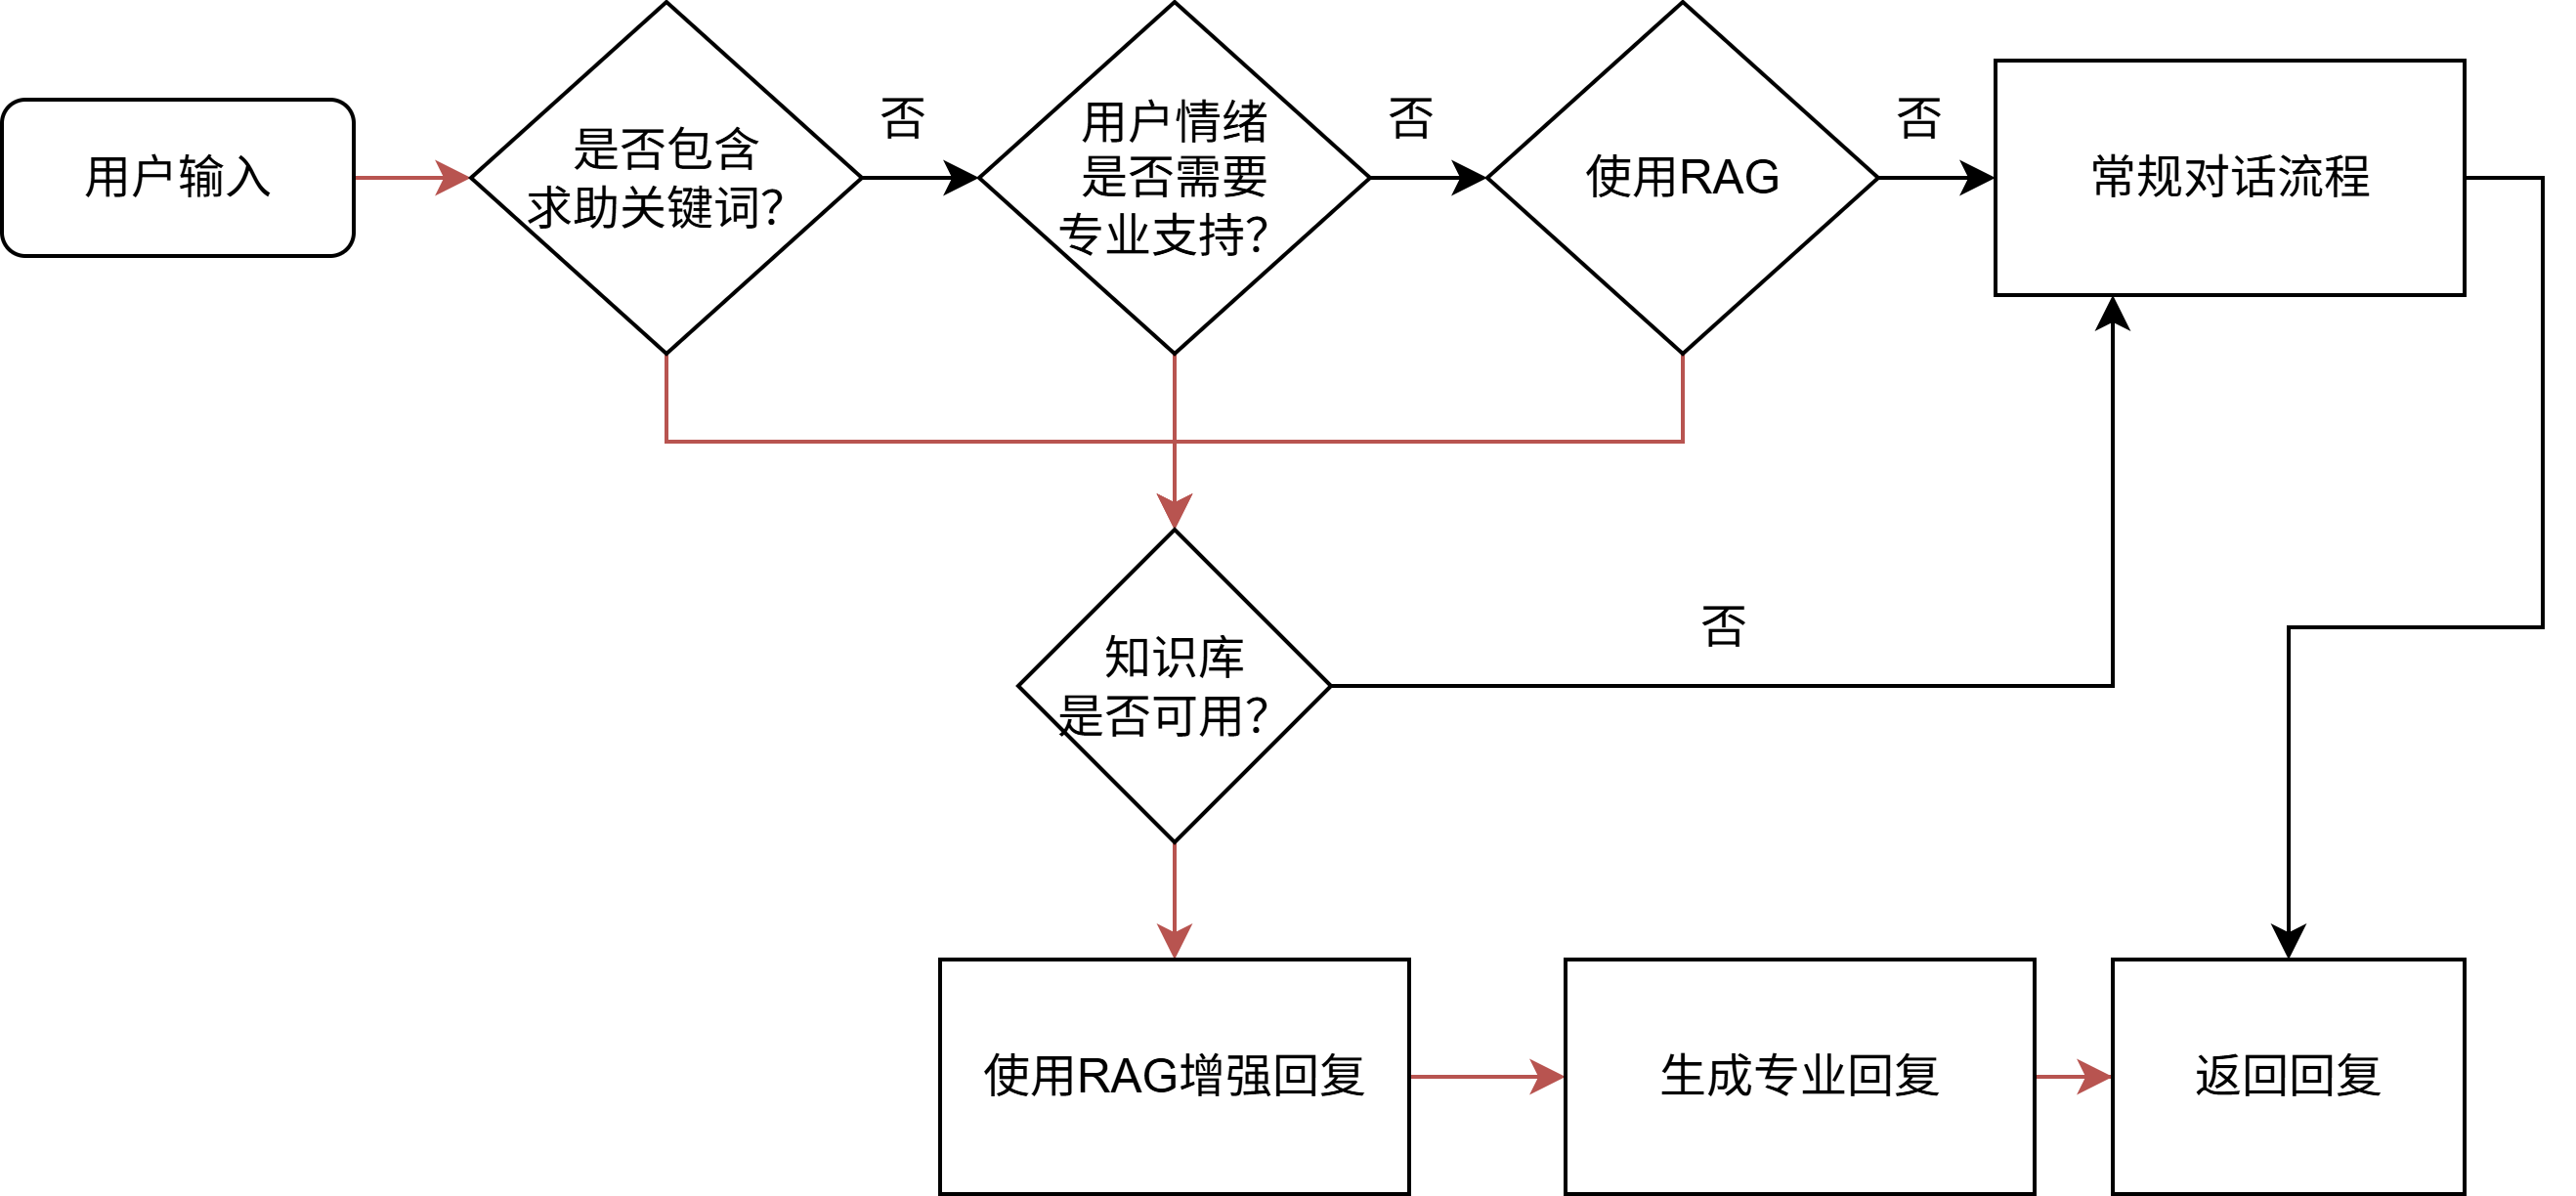 用户输入
是否包含
求助关键词?
否
用户情绪
是否需要
专业支持?
否
使用RAG
否
常规对话流程
知识库
是否可用?
否
使用RAG增强回复
生成专业回复
返回回复